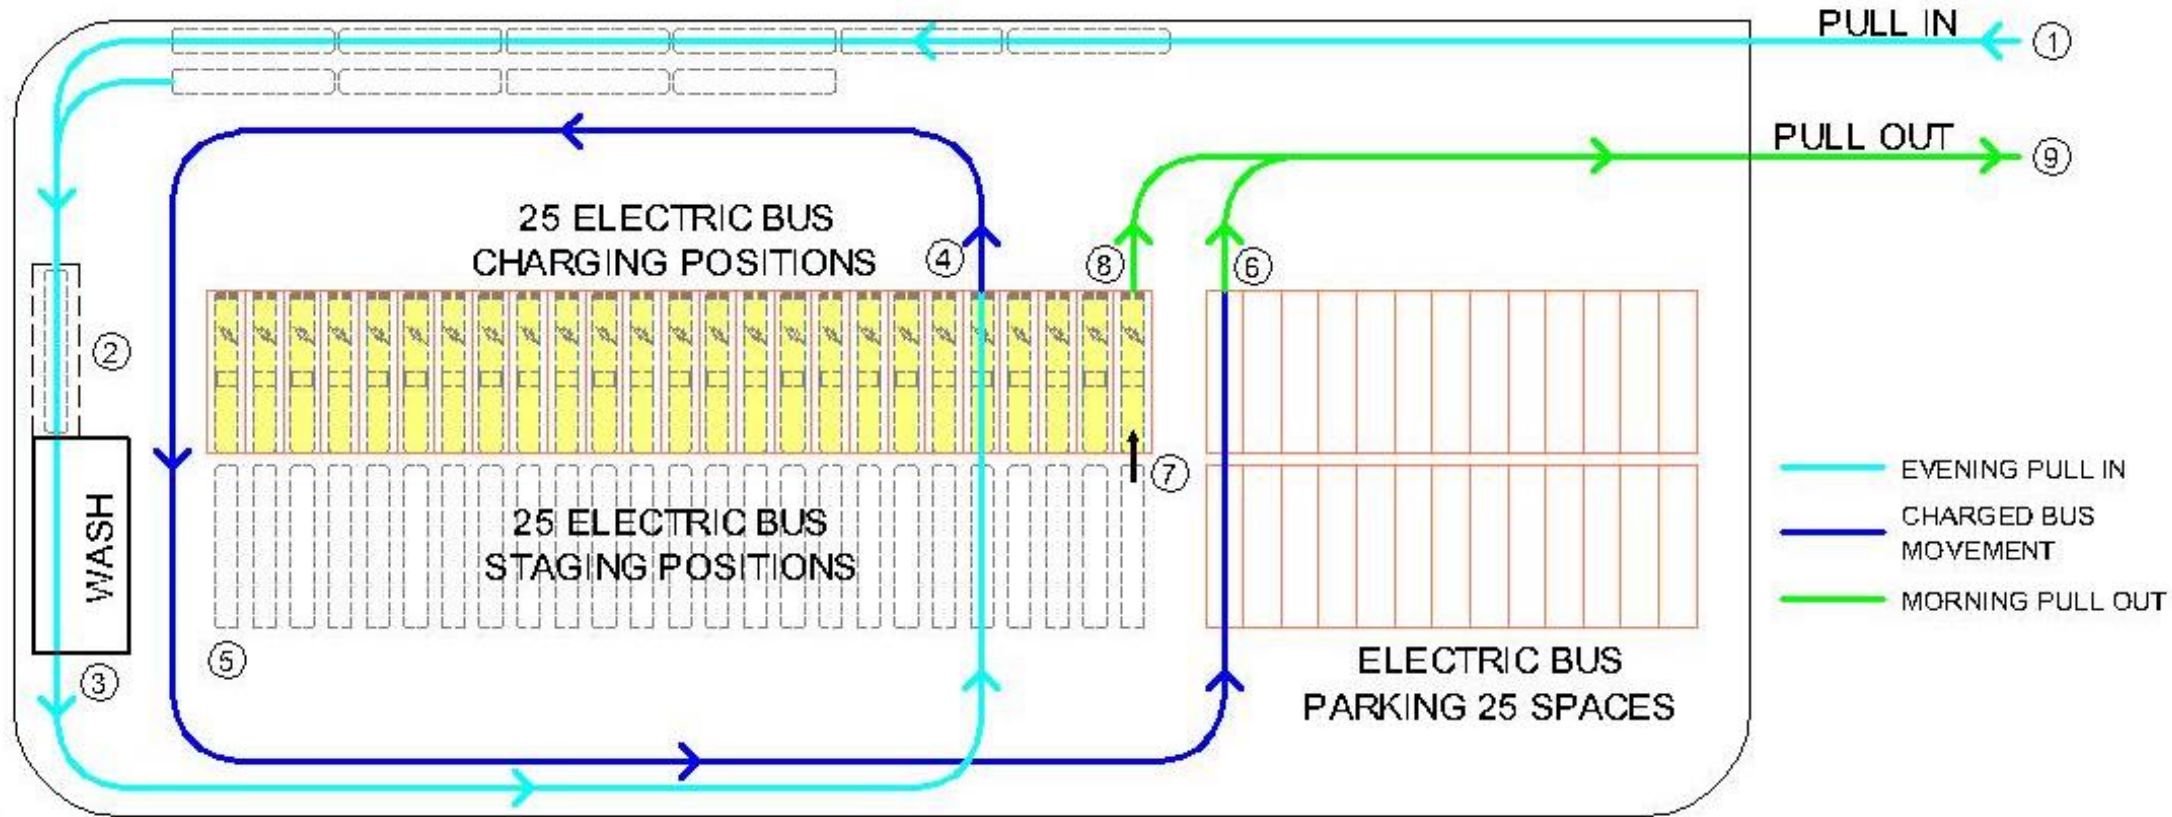 PULL IN
1
PULL OUT
9
25 ELECTRIC BUS
CHARGING POSITIONS
4
8
6
2
7
WASH
25 ELECTRIC BUS
STAGING POSITIONS
5
3
ELECTRIC BUS
PARKING 25 SPACES
EVENING PULL IN
CHARGED BUS
MOVEMENT
MORNING PULL OUT